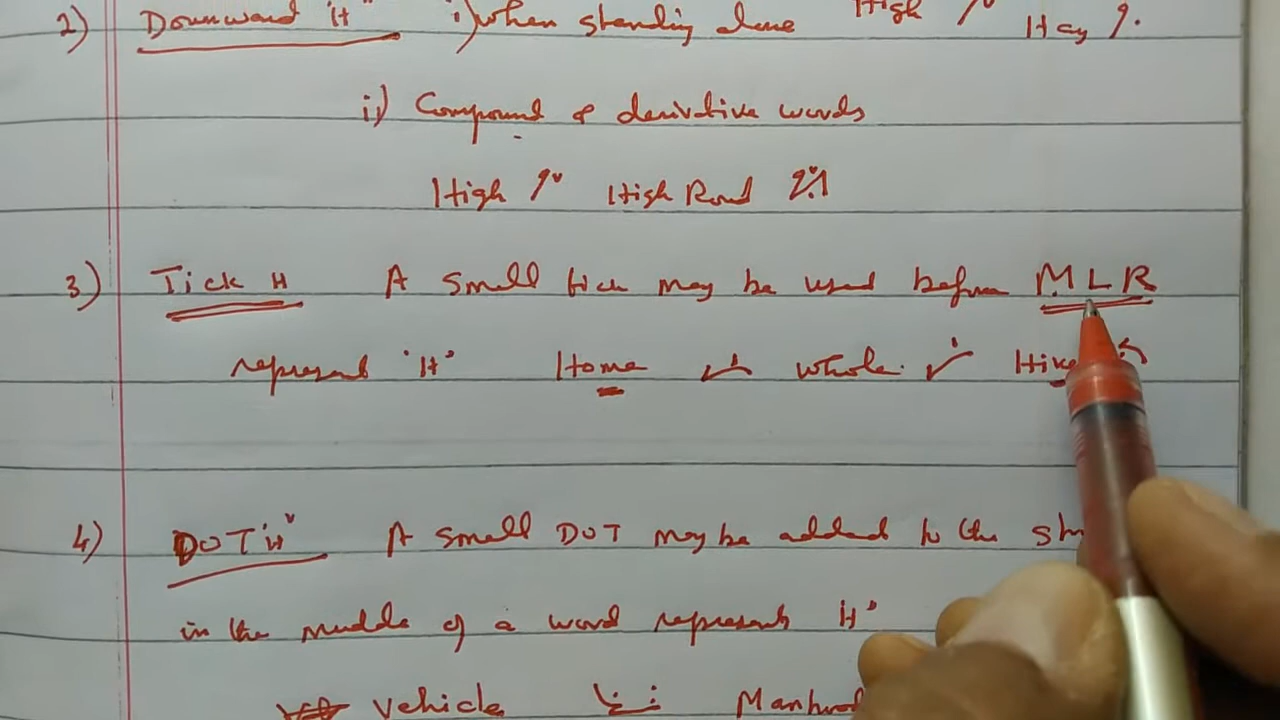 2) Downward "H" i) when standing alone High Hay
i) Compound & derivative words
High High Road
3) Tick H A small tick may be used before M L R
represent 'H' Home whole Hire
4) DOT "H" A small DOT may be added to the
in the middle of a word represents H'
vehicle